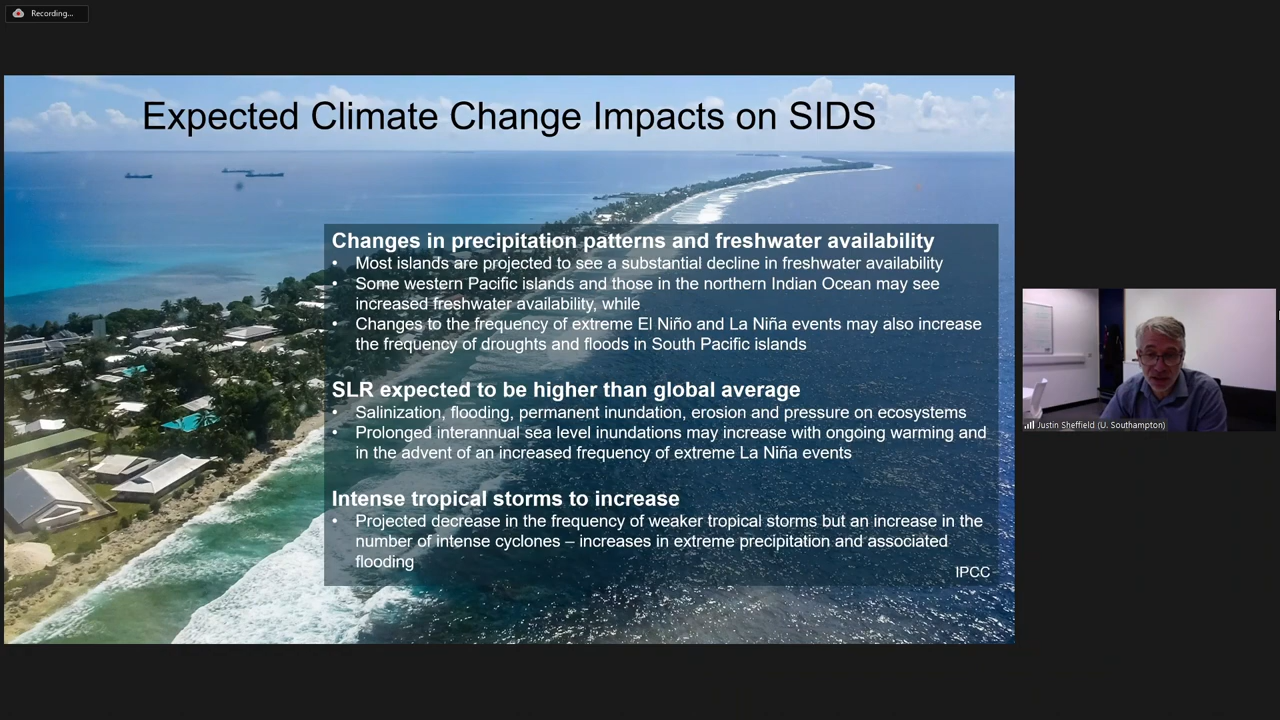 Recording...
Expected Climate Change Impacts on SIDS
Changes in precipitation patterns and freshwater availability
• Most islands are projected to see a substantial decline in freshwater availability
• Some western Pacific islands and those in the northern Indian Ocean may see
increased freshwater availability, while
• Changes to the frequency of extreme El Niño and La Niña events may also increase
the frequency of droughts and floods in South Pacific islands
SLR expected to be higher than global average
• Salinization, flooding, permanent inundation, erosion and pressure on ecosystems
• Prolonged interannual sea level inundations may increase with ongoing warming and
in the advent of an increased frequency of extreme La Niña events
Intense tropical storms to increase
• Projected decrease in the frequency of weaker tropical storms but an increase in the
number of intense cyclones – increases in extreme precipitation and associated
flooding
IPCC
Justin Sheffield (U. Southampton)